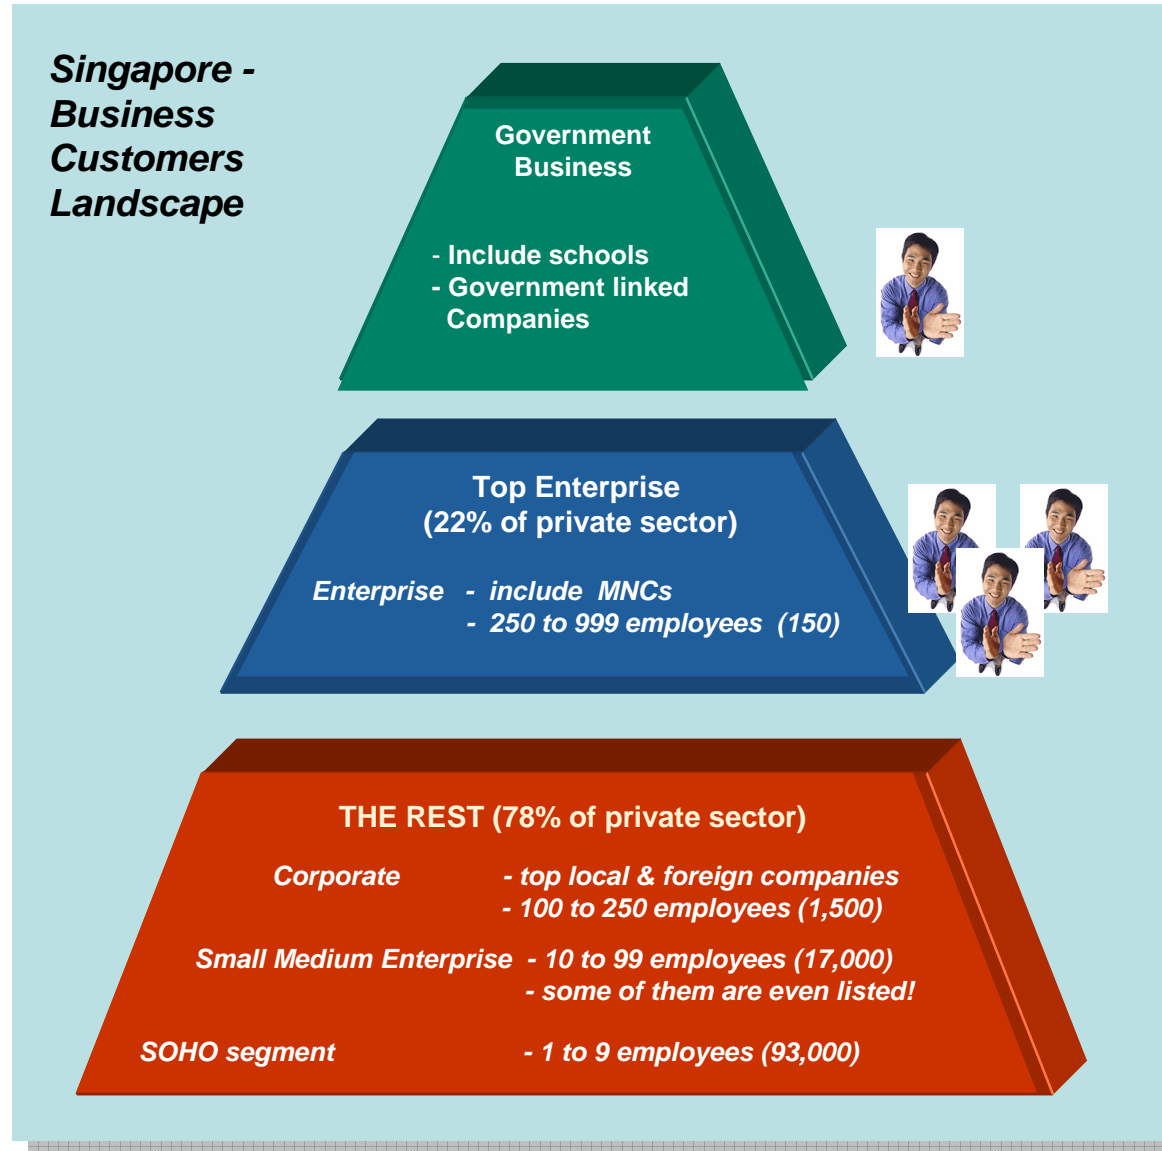 Singapore -
Business
Customers
Landscape
Government
Business
- Include schools
- Government linked
Companies
Top Enterprise
(22% of private sector)
Enterprise - include MNCs
- 250 to 999 employees (150)
THE REST (78% of private sector)
Corporate - top local & foreign companies
- 100 to 250 employees (1,500)
Small Medium Enterprise - 10 to 99 employees (17,000)
- some of them are even listed!
SOHO segment - 1 to 9 employees (93,000)